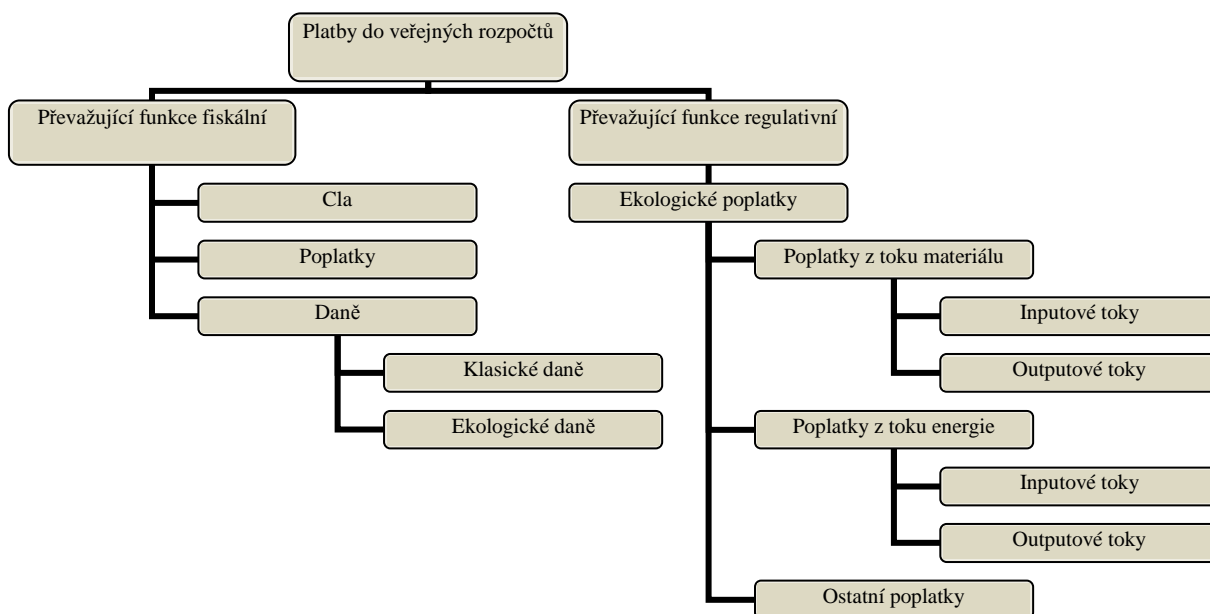 Platby do veřejných rozpočtů
Převažující funkce fiskální
Cla
Poplatky
Daně
Klasické daně
Ekologické daně
Převažující funkce regulativní
Ekologické poplatky
Poplatky z toku materiálu
Inputové toky
Outputové toky
Poplatky z toku energie
Inputové toky
Outputové toky
Ostatní poplatky